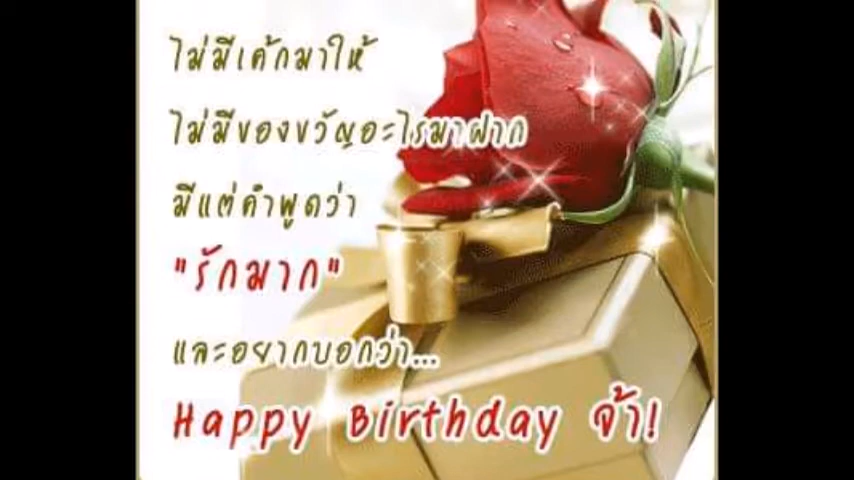 ไม่มีเค้กมาให้
ไม่มีของขวัญอะไรมาฝาก
มีแต่คำพูดว่า
"รักมาก"
และอยากบอกว่า...
Happy Birthday จ้า!